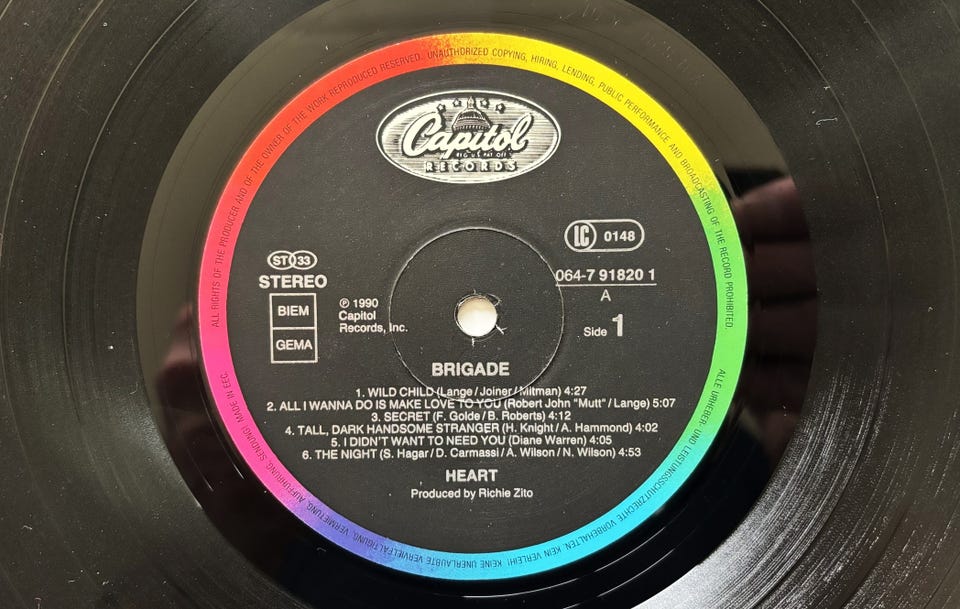 ALL RIGHTS OF THE PRODUCER AND OF THE OWNER OF THE WORK REPRODUCED RESERVED. UNAUTHORIZED COPYING, HIRING, LENDING, PUBLIC PERFORMANCE AND BROADCASTING OF THE RECORD PROHIBITED.
Capitol
REG. U.S. PAT. OFF.
RECORDS
LC 0148
ST 33
STEREO
064-7 91820 1
A
BIEM
GEMA
℗ 1990
Capitol
Records, Inc.
Side 1
BRIGADE
1. WILD CHILD (Lange / Joiner / Mitman) 4:27
2. ALL I WANNA DO IS MAKE LOVE TO YOU (Robert John "Mutt" / Lange) 5:07
3. SECRET (F. Golde / B. Roberts) 4:12
4. TALL, DARK HANDSOME STRANGER (H. Knight / A. Hammond) 4:02
5. I DIDN'T WANT TO NEED YOU (Diane Warren) 4:05
6. THE NIGHT (S. Hagar / D. Carmassi / A. Wilson / N. Wilson) 4:53
HEART
Produced by Richie Zito
ALLE URHEBER- UND LEISTUNGSSCHUTZRECHTE VORBEHALTEN. KEIN VERLEIH! KEINE UNERLAUBTE VERVIELFÄLTIGUNG, VERMIETUNG, AUFFÜHRUNG, SENDUNG! MADE IN EEC.